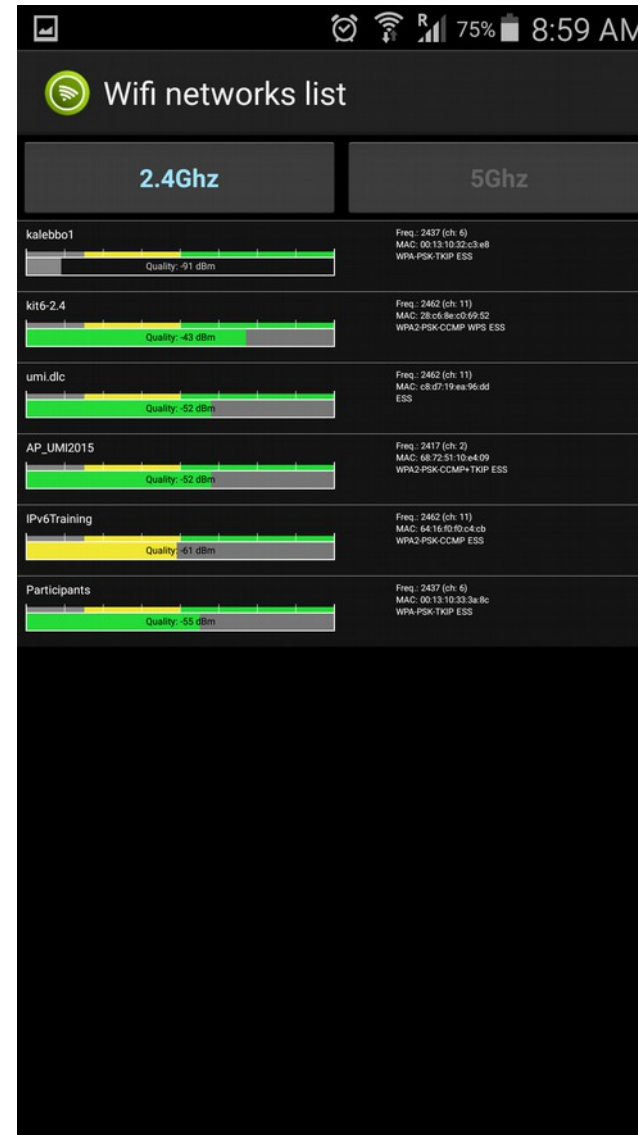 R 75% 8:59 AM
Wifi networks list
2.4Ghz 5Ghz
kalebbo1
Freq.: 2437 (ch: 6)
MAC: 00:13:10:32:c3:e8
WPA-PSK-TKIP ESS
Quality: -91 dBm
kit6-2.4
Freq.: 2462 (ch: 11)
MAC: 28:c6:8e:c0:69:52
WPA2-PSK-CCMP WPS ESS
Quality: -43 dBm
umi.dlc
Freq.: 2462 (ch: 11)
MAC: c8:d7:19:ea:96:dd
ESS
Quality: -52 dBm
AP_UMI2015
Freq.: 2417 (ch: 2)
MAC: 68:72:51:10:e4:09
WPA2-PSK-CCMP+TKIP ESS
Quality: -52 dBm
IPv6Training
Freq.: 2462 (ch: 11)
MAC: 64:16:f0:f0:c4:cb
WPA2-PSK-CCMP ESS
Quality: -61 dBm
Participants
Freq.: 2437 (ch: 6)
MAC: 00:13:10:33:3a:8c
WPA-PSK-TKIP ESS
Quality: -55 dBm